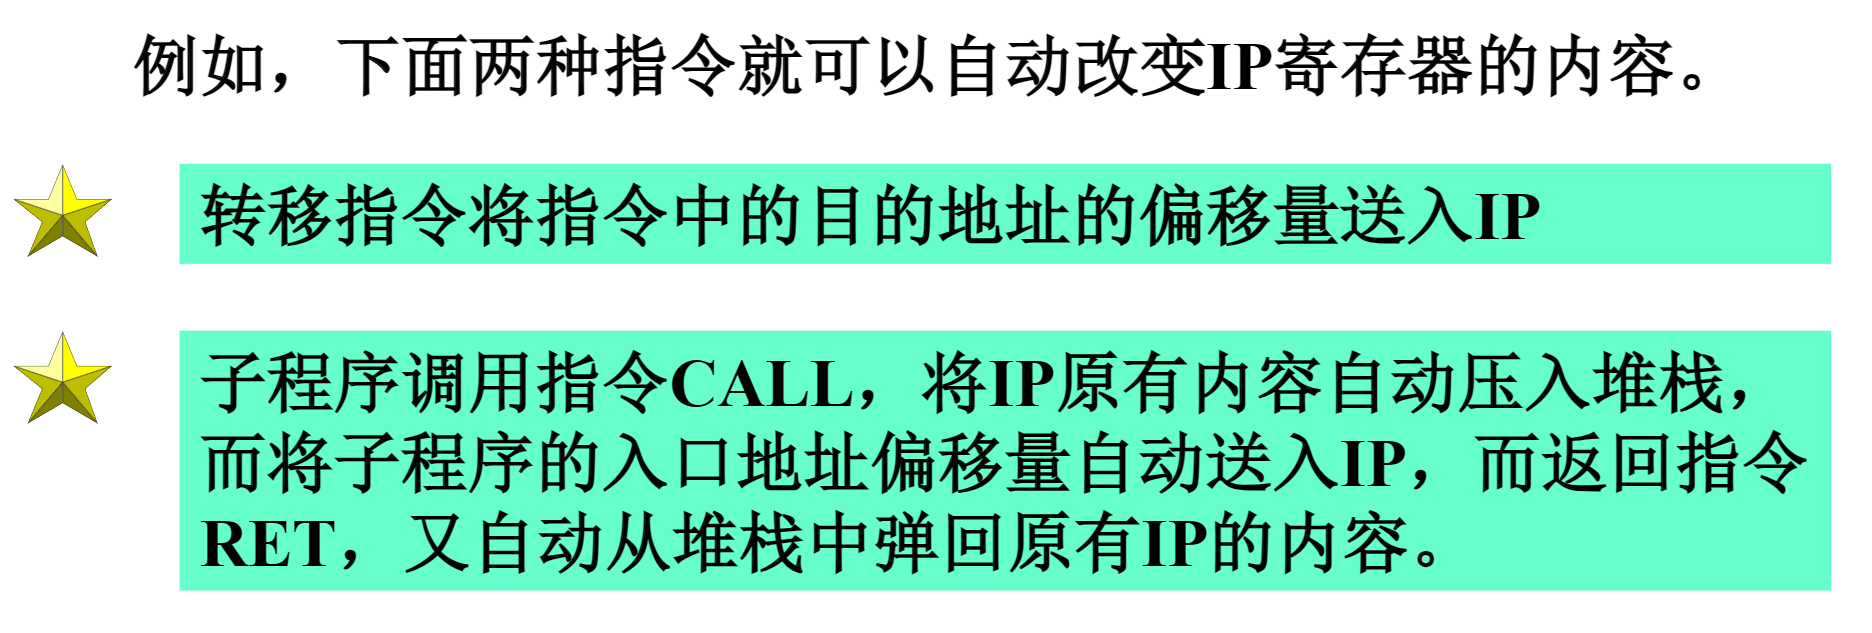 例如，下面两种指令就可以自动改变IP寄存器的内容。
转移指令将指令中的目的地址的偏移量送入IP
子程序调用指令CALL，将IP原有内容自动压入堆栈，
而将子程序的入口地址偏移量自动送入IP，而返回指令
RET，又自动从堆栈中弹回原有IP的内容。